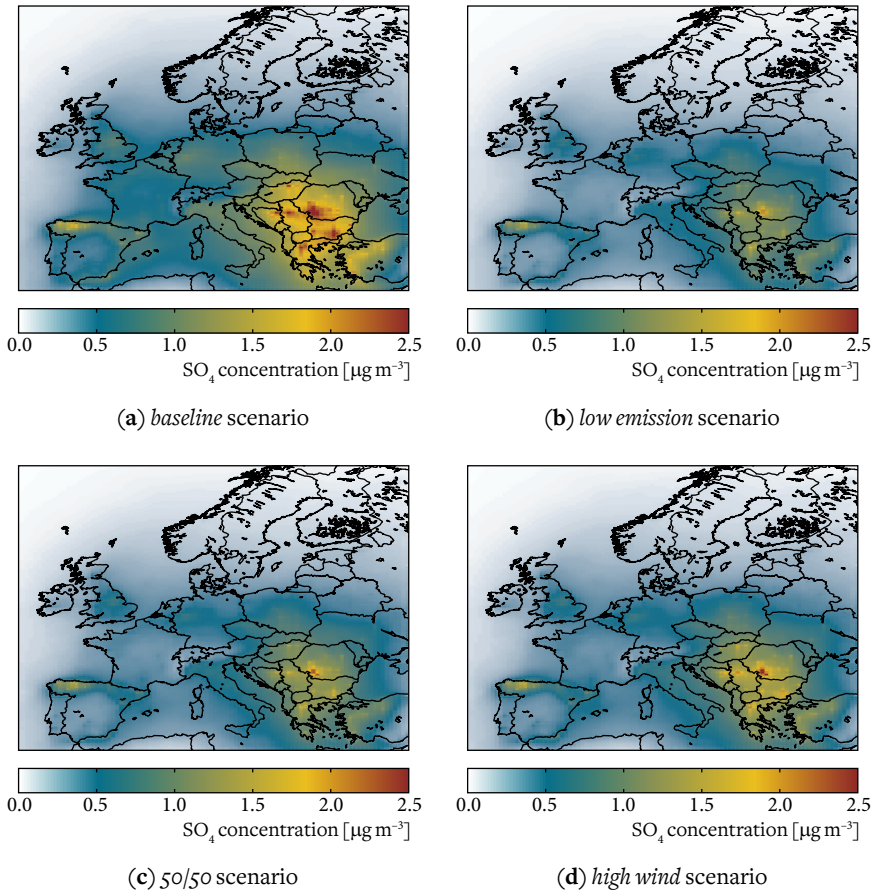 0.0 0.5 1.0 1.5 2.0 2.5
SO₄ concentration [µg m⁻³]
(a) baseline scenario
0.0 0.5 1.0 1.5 2.0 2.5
SO₄ concentration [µg m⁻³]
(b) low emission scenario
0.0 0.5 1.0 1.5 2.0 2.5
SO₄ concentration [µg m⁻³]
(c) 50/50 scenario
0.0 0.5 1.0 1.5 2.0 2.5
SO₄ concentration [µg m⁻³]
(d) high wind scenario